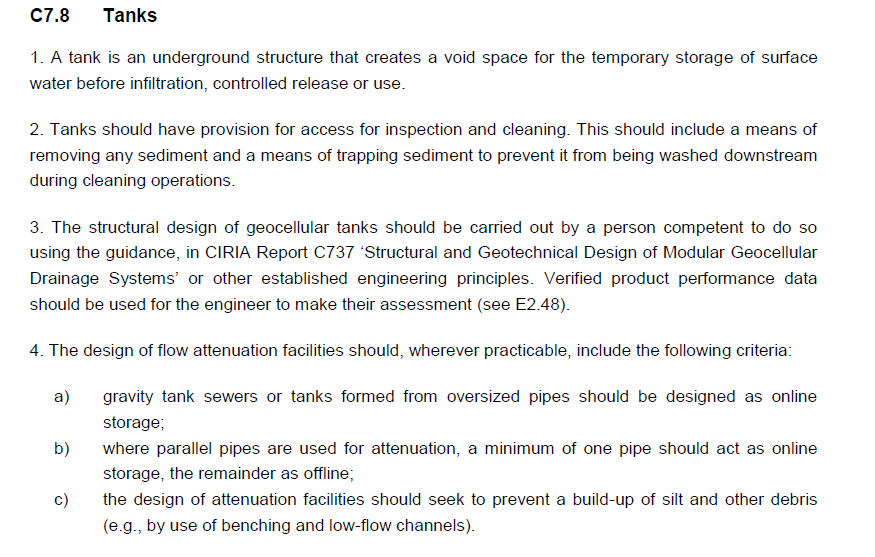 C7.8 Tanks
1. A tank is an underground structure that creates a void space for the temporary storage of surface
water before infiltration, controlled release or use.
2. Tanks should have provision for access for inspection and cleaning. This should include a means of
removing any sediment and a means of trapping sediment to prevent it from being washed downstream
during cleaning operations.
3. The structural design of geocellular tanks should be carried out by a person competent to do so
using the guidance, in CIRIA Report C737 ‘Structural and Geotechnical Design of Modular Geocellular
Drainage Systems’ or other established engineering principles. Verified product performance data
should be used for the engineer to make their assessment (see E2.48).
4. The design of flow attenuation facilities should, wherever practicable, include the following criteria:
a) gravity tank sewers or tanks formed from oversized pipes should be designed as online
storage;
b) where parallel pipes are used for attenuation, a minimum of one pipe should act as online
storage, the remainder as offline;
c) the design of attenuation facilities should seek to prevent a build-up of silt and other debris
(e.g., by use of benching and low-flow channels).